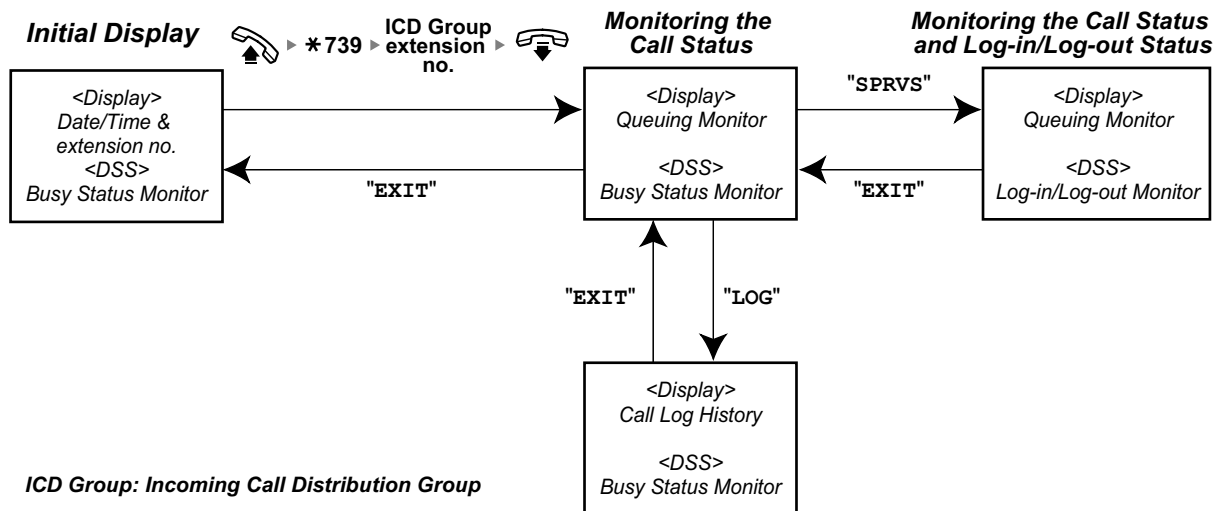 Initial Display
*739
ICD Group
extension
no.
Monitoring the
Call Status
Monitoring the Call Status
and Log-in/Log-out Status
<Display>
Date/Time &
extension no.
<DSS>
Busy Status Monitor
"EXIT"
<Display>
Queuing Monitor
<DSS>
Busy Status Monitor
"SPRVS"
"EXIT"
<Display>
Queuing Monitor
<DSS>
Log-in/Log-out Monitor
"EXIT"
"LOG"
<Display>
Call Log History
<DSS>
Busy Status Monitor
ICD Group: Incoming Call Distribution Group